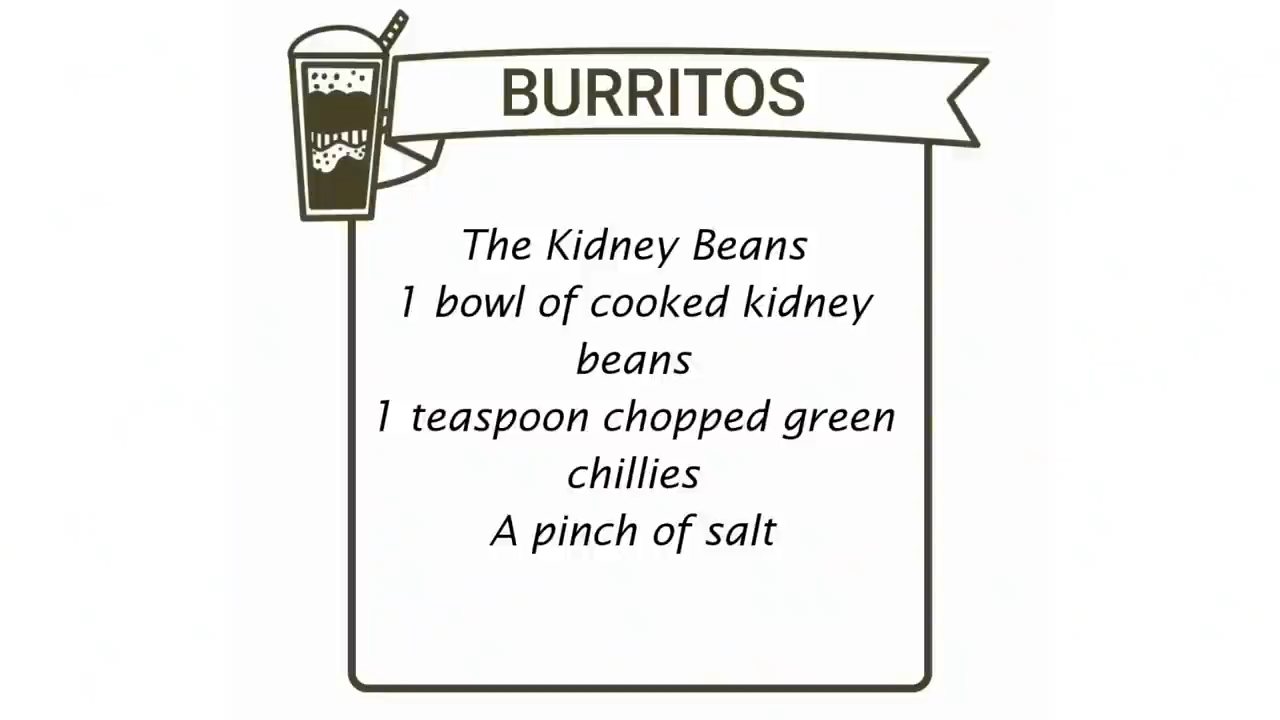 BURRITOS
The Kidney Beans
1 bowl of cooked kidney
beans
1 teaspoon chopped green
chillies
A pinch of salt